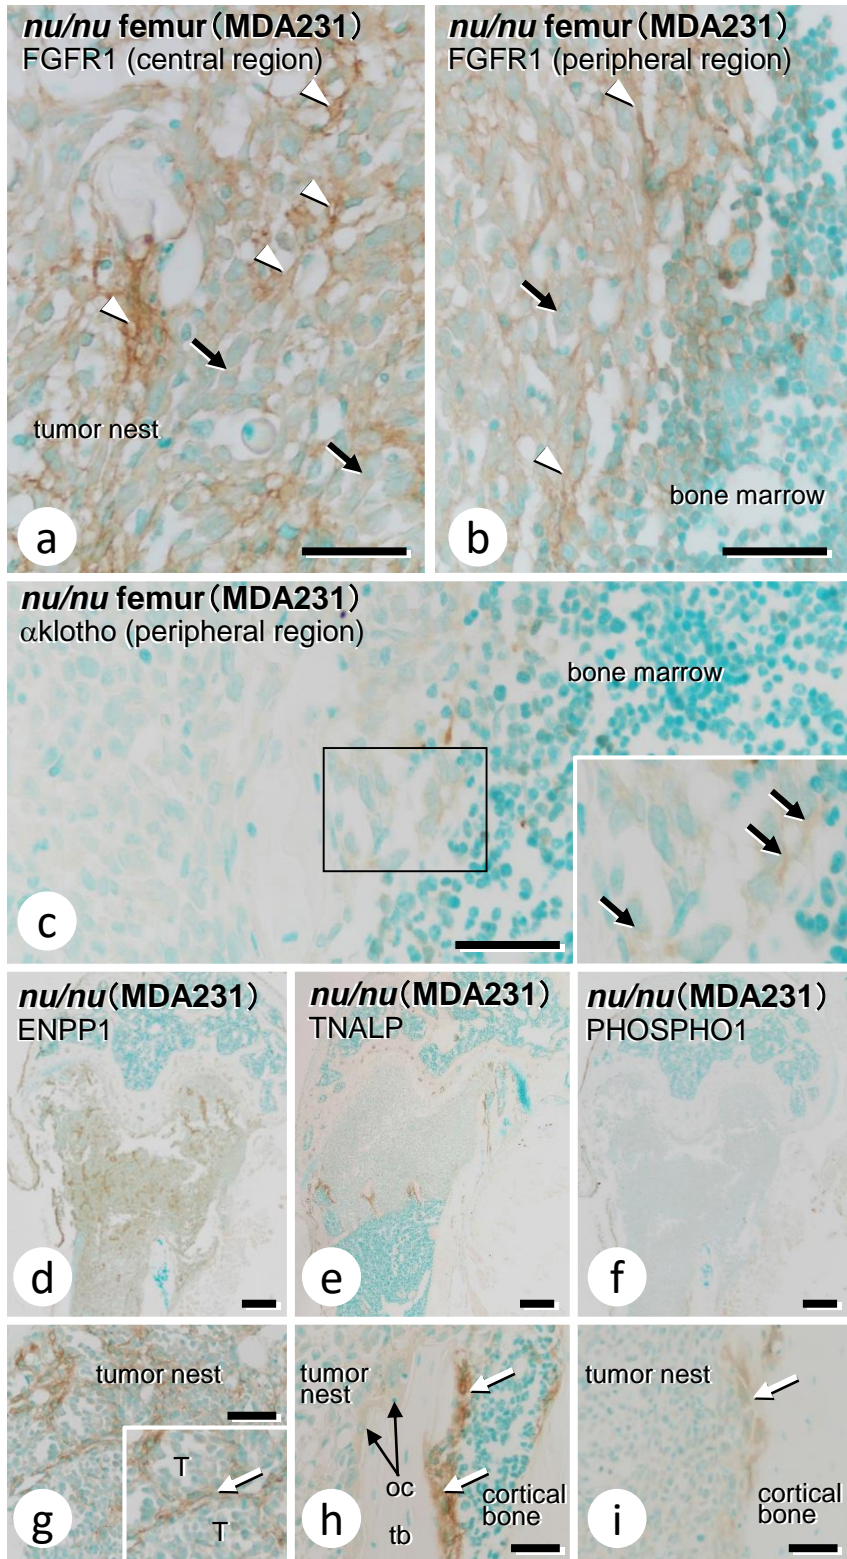 nu/nu femur（MDA231）
FGFR1 (central region)
tumor nest
a
nu/nu femur（MDA231）
FGFR1 (peripheral region)
bone marrow
b
nu/nu femur（MDA231）
αklotho (peripheral region)
bone marrow
c
nu/nu（MDA231）
ENPP1
d
nu/nu（MDA231）
TNALP
e
nu/nu（MDA231）
PHOSPHO1
f
tumor nest
T
T
g
tumor
nest
oc
tb
cortical
bone
h
tumor nest
cortical
bone
i